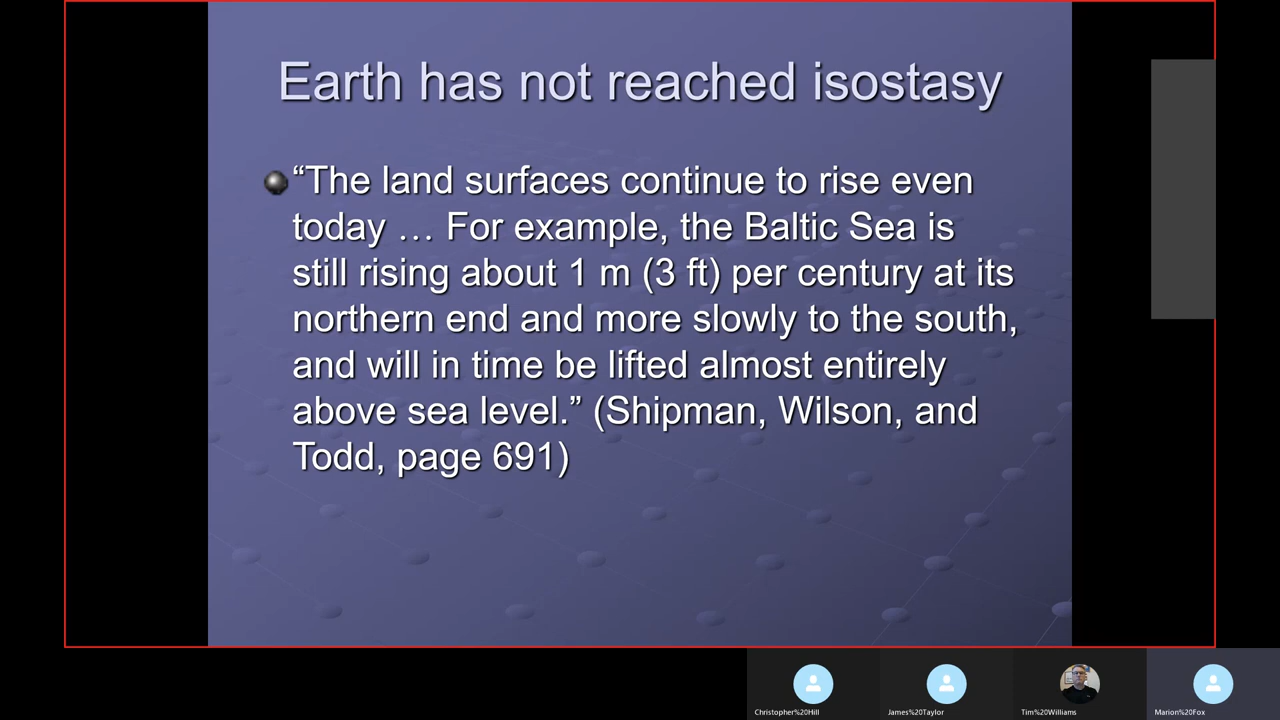 Earth has not reached isostasy
“The land surfaces continue to rise even
today … For example, the Baltic Sea is
still rising about 1 m (3 ft) per century at its
northern end and more slowly to the south,
and will in time be lifted almost entirely
above sea level.” (Shipman, Wilson, and
Todd, page 691)
Christopher%20Hill
James%20Taylor
Tim%20Williams
Marion%20Fox